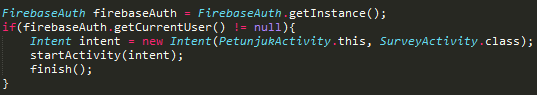 FirebaseAuth firebaseAuth = FirebaseAuth.getInstance();
if(firebaseAuth.getCurrentUser() != null){
    Intent intent = new Intent(PetunjukActivity.this, SurveyActivity.class);
    startActivity(intent);
    finish();
}